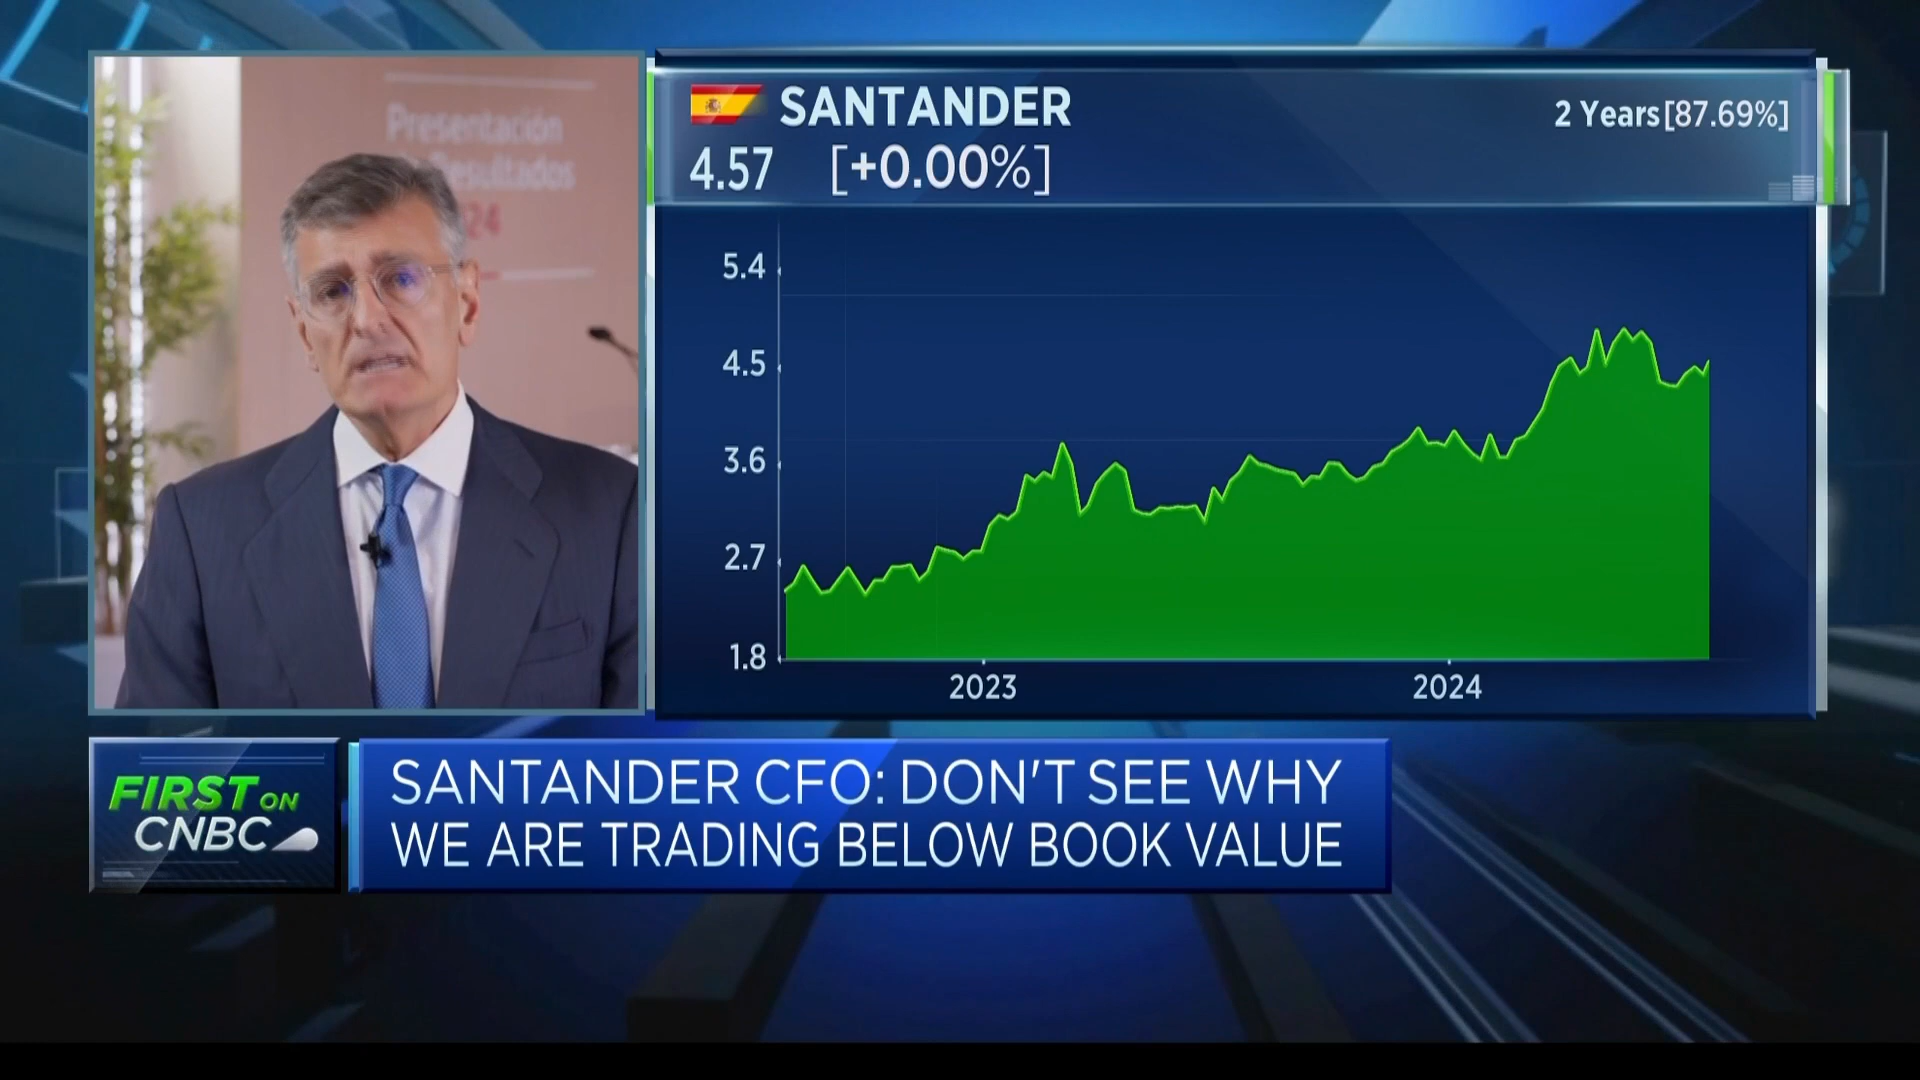 Presentación
Resultados
24
SANTANDER
2 Years[87.69%]
4.57 [+0.00%]
5.4
4.5
3.6
2.7
1.8
2023
2024
FIRST ON
CNBC
SANTANDER CFO: DON'T SEE WHY
WE ARE TRADING BELOW BOOK VALUE